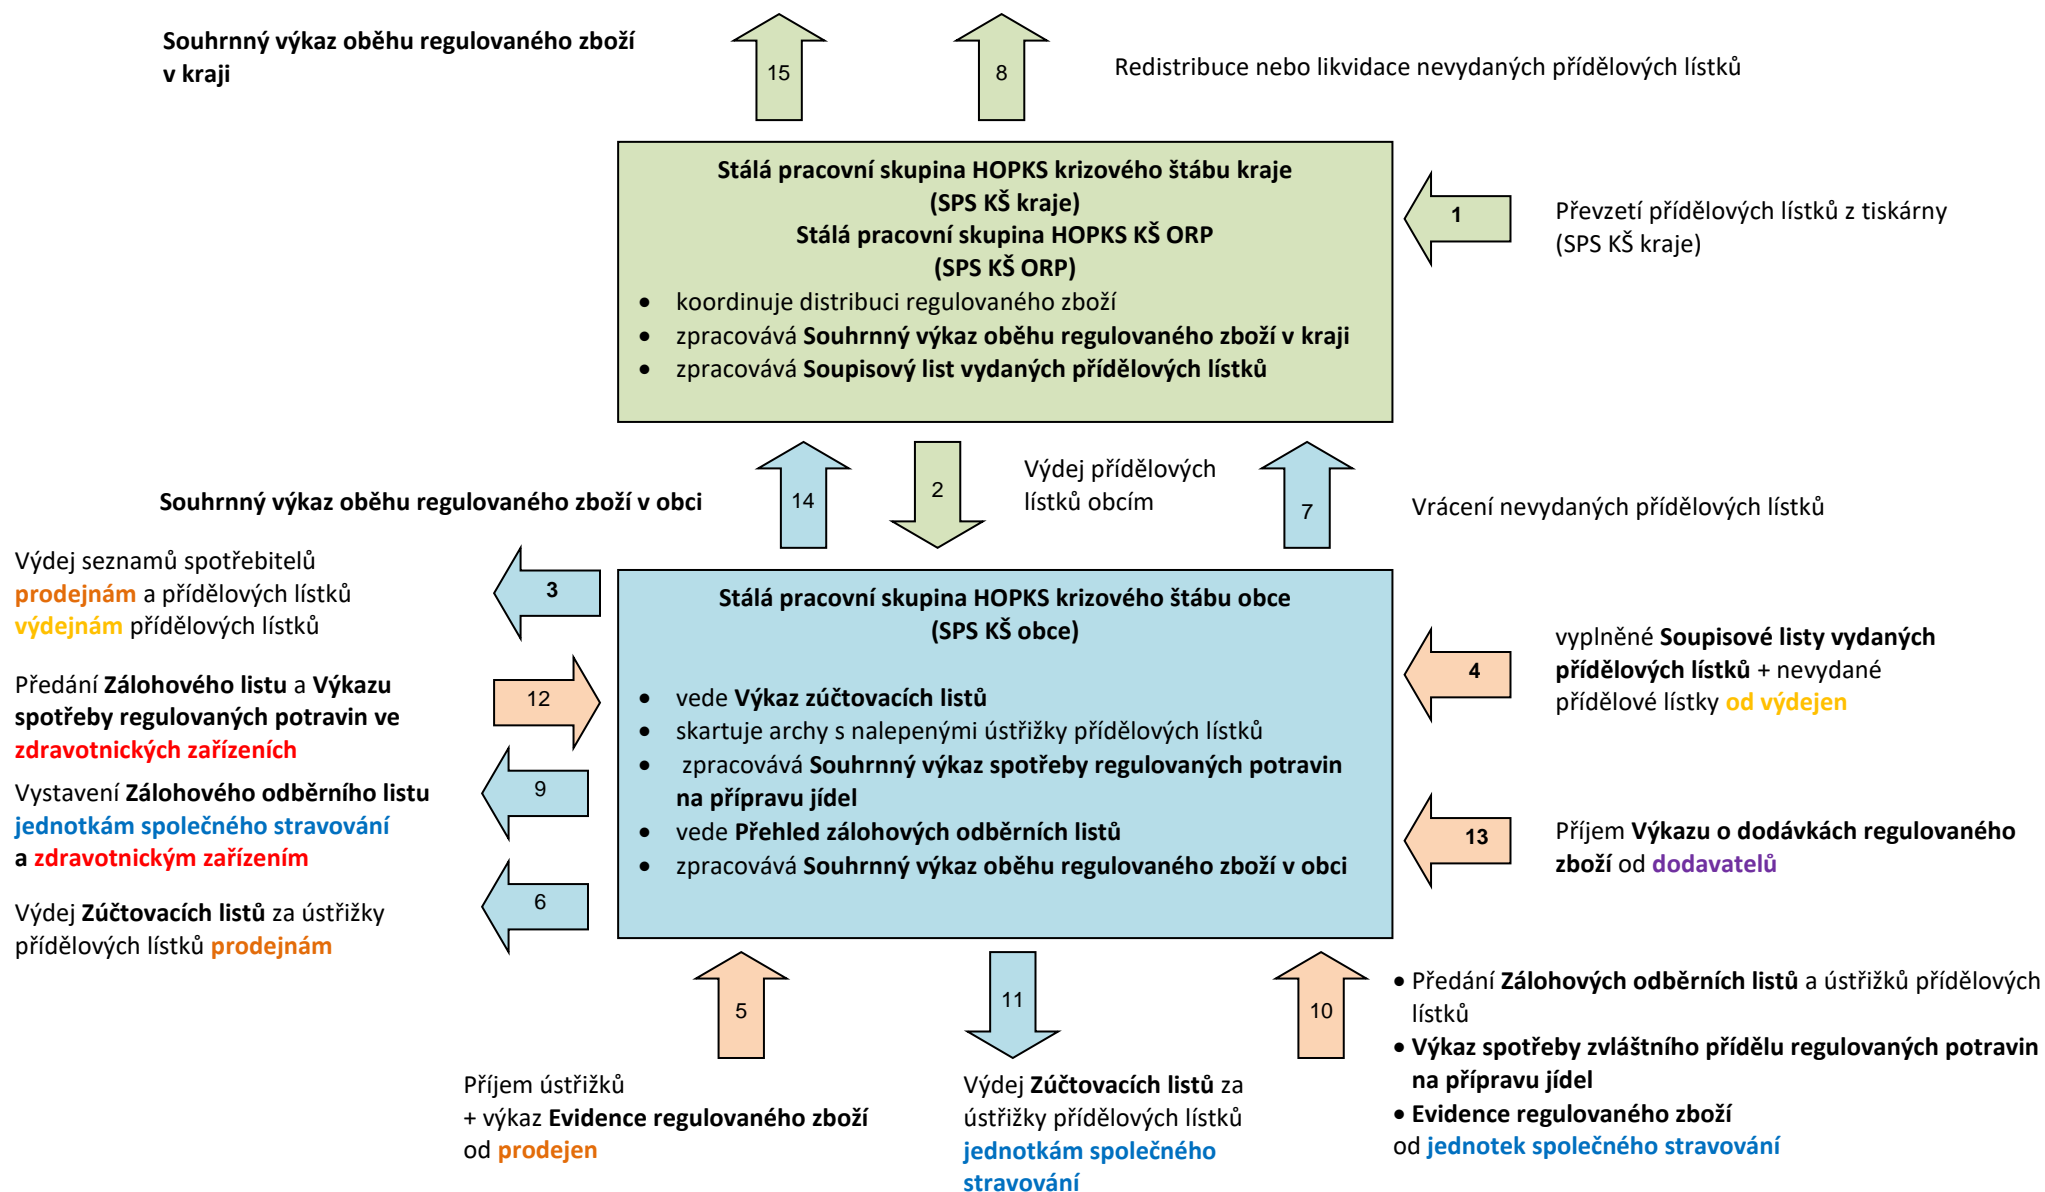 Souhrnný výkaz oběhu regulovaného zboží
v kraji
15
8
Redistribuce nebo likvidace nevydaných přídělových lístků
Stálá pracovní skupina HOPKS krizového štábu kraje
(SPS KŠ kraje)
Stálá pracovní skupina HOPKS KŠ ORP
(SPS KŠ ORP)
• koordinuje distribuci regulovaného zboží
• zpracovává Souhrnný výkaz oběhu regulovaného zboží v kraji
• zpracovává Soupisový list vydaných přídělových lístků
1
Převzetí přídělových lístků z tiskárny
(SPS KŠ kraje)
Souhrnný výkaz oběhu regulovaného zboží v obci
14
2
Výdej přídělových
lístků obcím
7
Vrácení nevydaných přídělových lístků
Výdej seznamů spotřebitelů
prodejnám a přídělových lístků
výdejnám přídělových lístků
3
Předání Zálohového listu a Výkazu
spotřeby regulovaných potravin ve
zdravotnických zařízeních
12
Vystavení Zálohového odběrního listu
jednotkám společného stravování
a zdravotnickým zařízením
9
Výdej Zúčtovacích listů za ústřižky
přídělových lístků prodejnám
6
Stálá pracovní skupina HOPKS krizového štábu obce
(SPS KŠ obce)
• vede Výkaz zúčtovacích listů
• skartuje archy s nalepenými ústřižky přídělových lístků
• zpracovává Souhrnný výkaz spotřeby regulovaných potravin
na přípravu jídel
• vede Přehled zálohových odběrních listů
• zpracovává Souhrnný výkaz oběhu regulovaného zboží v obci
4
vyplněné Soupisové listy vydaných
přídělových lístků + nevydané
přídělové lístky od výdejen
13
Příjem Výkazu o dodávkách regulovaného
zboží od dodavatelů
5
Příjem ústřižků
+ výkaz Evidence regulovaného zboží
od prodejen
11
Výdej Zúčtovacích listů za
ústřižky přídělových lístků
jednotkám společného
stravování
10
• Předání Zálohových odběrních listů a ústřižků přídělových
lístků
• Výkaz spotřeby zvláštního přídělu regulovaných potravin
na přípravu jídel
• Evidence regulovaného zboží
od jednotek společného stravování